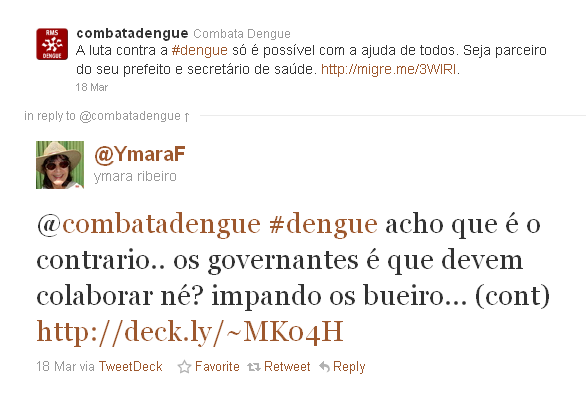 RMS
DENGUE
combatadengue Combata Dengue
A luta contra a #dengue só é possível com a ajuda de todos. Seja parceiro
do seu prefeito e secretário de saúde. http://migre.me/3WlRl.
18 Mar
in reply to @combatadengue ↑
@YmaraF
ymara ribeiro
@combatadengue #dengue acho que é o
contrario.. os governantes é que devem
colaborar né? impando os bueiro... (cont)
http://deck.ly/~MK04H
18 Mar via TweetDeck Favorite Retweet Reply